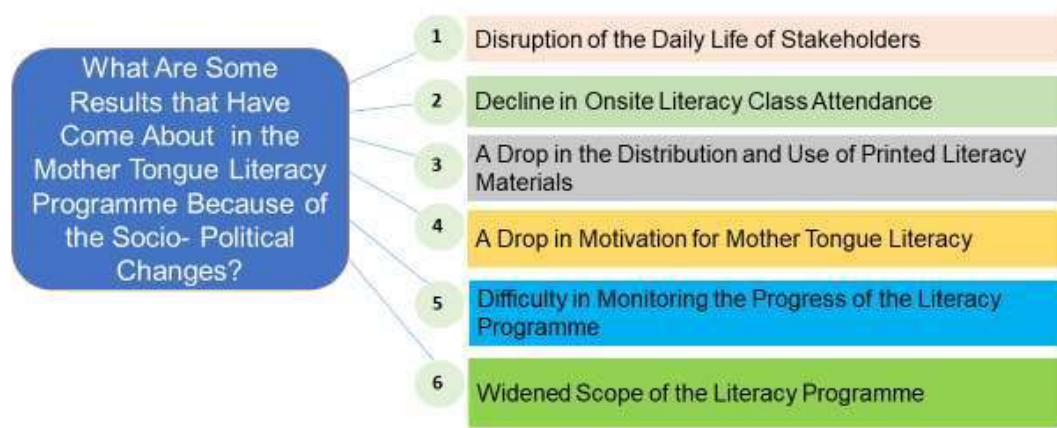 What Are Some
Results that Have
Come About in the
Mother Tongue Literacy
Programme Because of
the Socio- Political
Changes?
1
Disruption of the Daily Life of Stakeholders
2
Decline in Onsite Literacy Class Attendance
3
A Drop in the Distribution and Use of Printed Literacy
Materials
4
A Drop in Motivation for Mother Tongue Literacy
5
Difficulty in Monitoring the Progress of the Literacy
Programme
6
Widened Scope of the Literacy Programme